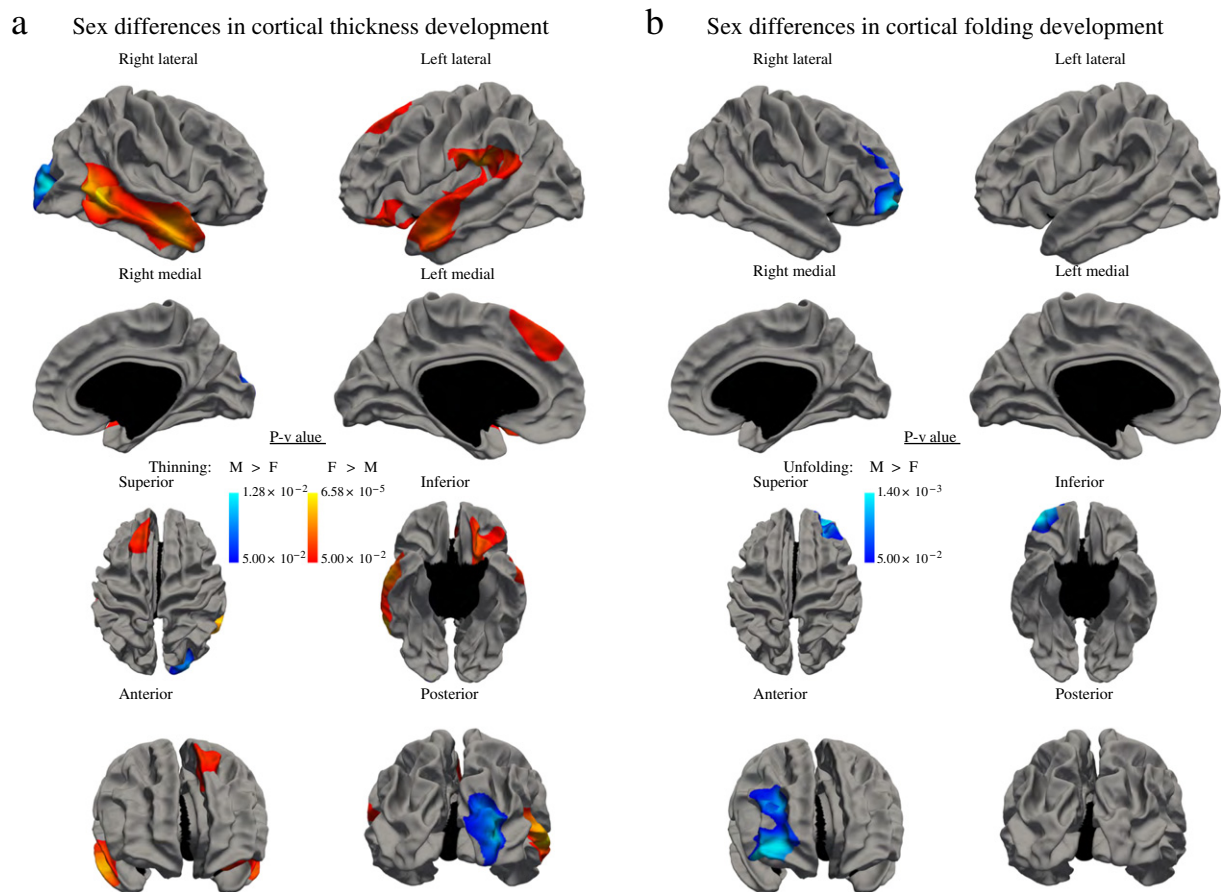 a Sex differences in cortical thickness development
Right lateral Left lateral
Right medial Left medial
P-v alue
Thinning: M > F F > M
Superior Inferior
1.28× 10⁻² 6.58× 10⁻⁵
5.00× 10⁻² 5.00× 10⁻²
Anterior Posterior
b Sex differences in cortical folding development
Right lateral Left lateral
Right medial Left medial
P-v alue
Unfolding: M > F
Superior Inferior
1.40× 10⁻³
5.00× 10⁻²
Anterior Posterior